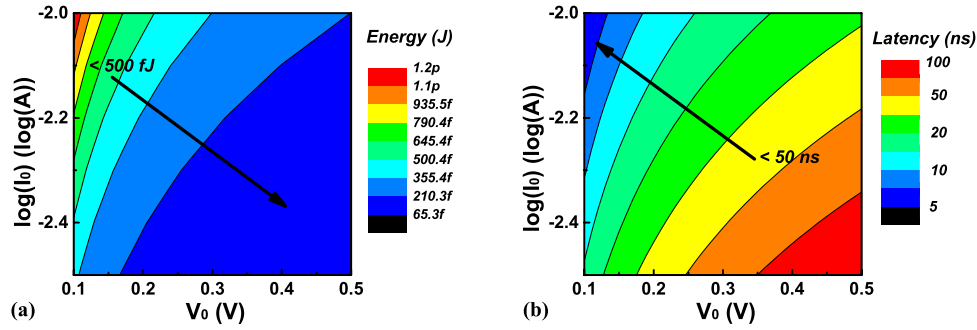 -2.0
-2.2
-2.4
log(I₀) (log(A))
< 500 fJ
0.1
0.2
0.3
0.4
0.5
V₀ (V)
(a)
Energy (J)
1.2p
1.1p
935.5f
790.4f
645.4f
500.4f
355.4f
210.3f
65.3f
-2.0
-2.2
-2.4
log(I₀) (log(A))
< 50 ns
0.1
0.2
0.3
0.4
0.5
V₀ (V)
(b)
Latency (ns)
100
50
20
10
5